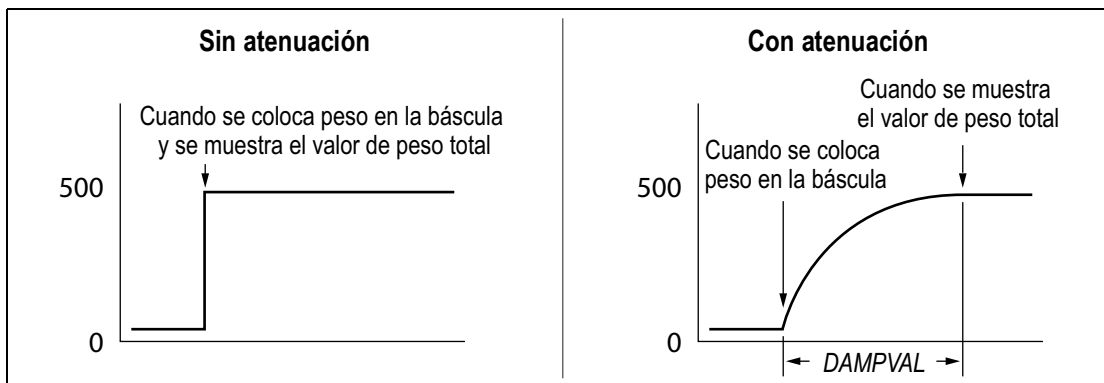 Sin atenuación
Cuando se coloca peso en la báscula
y se muestra el valor de peso total
500
0
Con atenuación
Cuando se muestra
el valor de peso total
Cuando se coloca
peso en la báscula
500
0
DAMPVAL